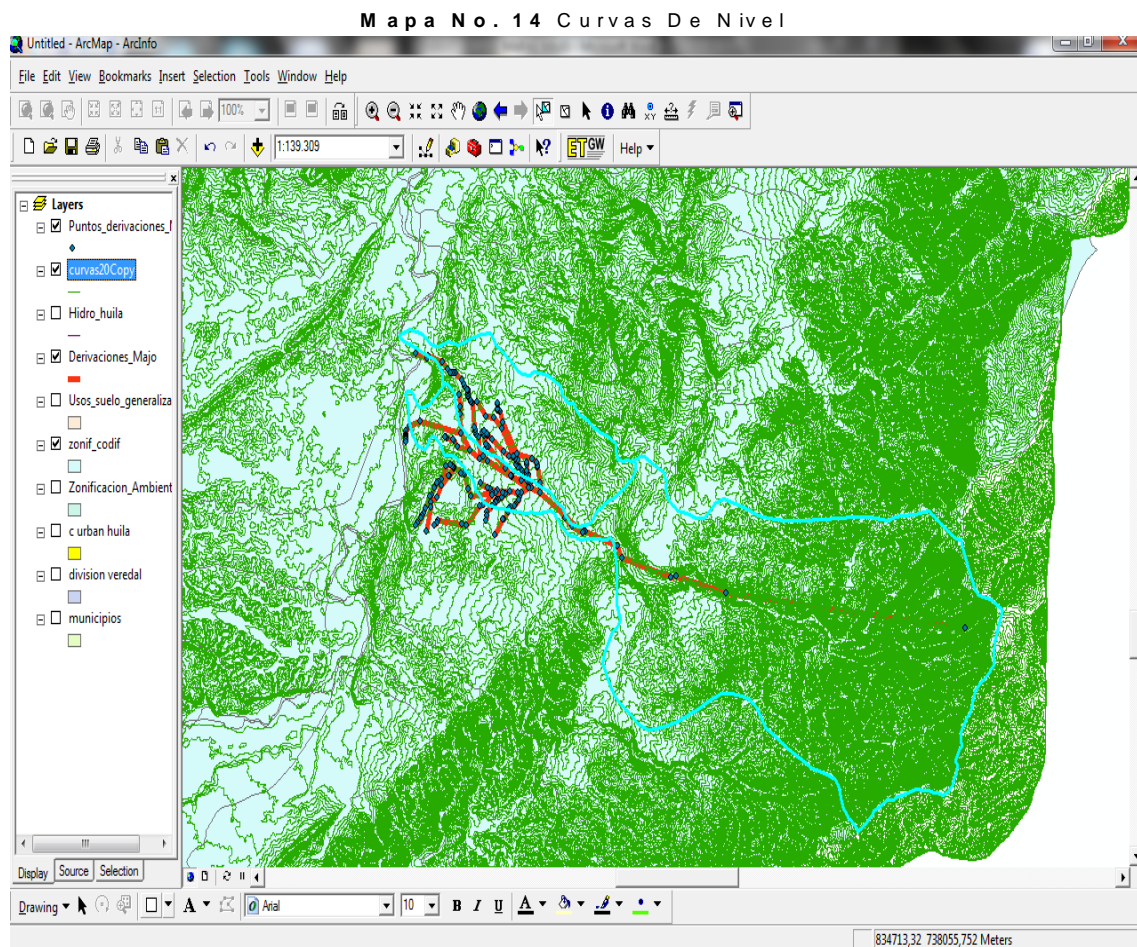 Mapa No. 14 Curvas De Nivel
Untitled - ArcMap - ArcInfo
File Edit View Bookmarks Insert Selection Tools Window Help
100%
1:139.309
ET GW
Help
Layers
Puntos_derivaciones_
curvas20Copy
Hidro_huila
Derivaciones_Majo
Usos_suelo_generaliza
zonif_codif
Zonificacion_Ambient
c urban huila
division veredal
municipios
Display Source Selection
Drawing A Arial 10 B I U A
834713,32 738055,752 Meters